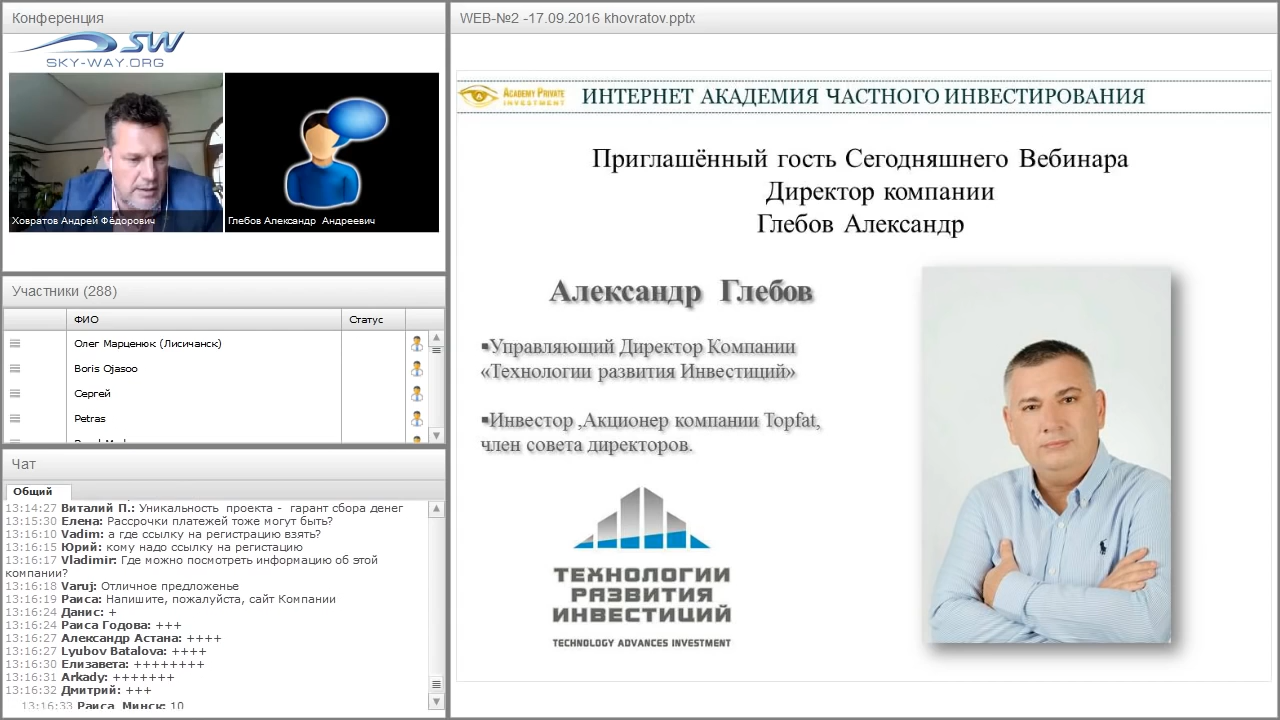 Конференция
SW
SKY-WAY.ORG
Ховратов Андрей Фёдорович
Глебов Александр Андреевич
Участники (288)
ФИО
Статус
Олег Марценюк (Лисичанск)
Boris Ojasoo
Сергей
Petras
Чат
Общий
13:14:27 Виталий П.: Уникальность проекта - гарант сбора денег
13:15:30 Елена: Рассрочки платежей тоже могут быть?
13:16:10 Vadim: а где ссылку на регистрацию взять?
13:16:15 Юрий: кому надо ссылку на регистацию
13:16:17 Vladimir: Где можно посмотреть информацию об этой
компании?
13:16:18 Varuj: Отличное предложенье
13:16:19 Раиса: Напишите, пожалуйста, сайт Компании
13:16:24 Данис: +
13:16:24 Раиса Годова: +++
13:16:27 Александр Астана: ++++
13:16:27 Lyubov Batalova: ++++
13:16:30 Елизавета: ++++++++
13:16:31 Arkady: +++++++
13:16:32 Дмитрий: +++
13:16:33 Раиса Минск: 10
WEB-№2 -17.09.2016 khovratov.pptx
ACADEMY PRIVATE
INVESTMENT
ИНТЕРНЕТ АКАДЕМИЯ ЧАСТНОГО ИНВЕСТИРОВАНИЯ
Приглашённый гость Сегодняшнего Вебинара
Директор компании
Глебов Александр
Александр Глебов
▪Управляющий Директор Компании
«Технологии развития Инвестиций»
▪Инвестор ,Акционер компании Topfat,
член совета директоров.
ТЕХНОЛОГИИ
РАЗВИТИЯ
ИНВЕСТИЦИЙ
TECHNOLOGY ADVANCES INVESTMENT